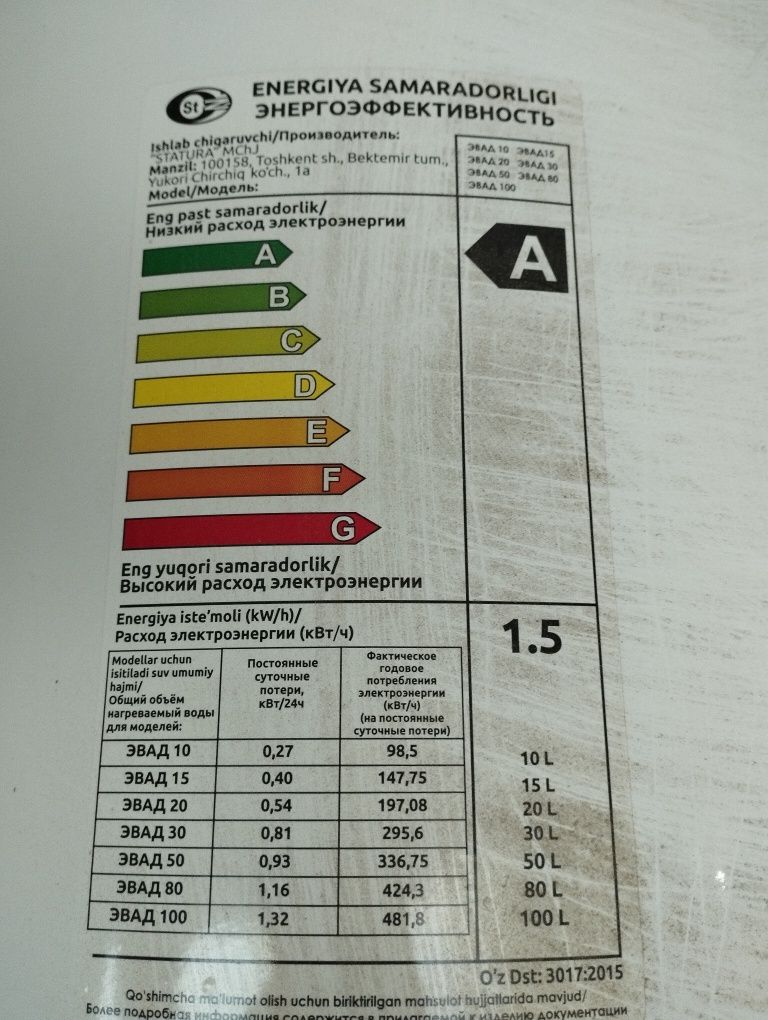 St
ENERGIYA SAMARADORLIGI
ЭНЕРГОЭФФЕКТИВНОСТЬ
Ishlab chiqaruvchi/Производитель:
"STATURA" MChJ
Manzil: 100158, Toshkent sh., Bektemir tum.,
Yukori Chirchiq ko'ch., 1a
Model/Модель:
ЭВАД 10 ЭВАД15
ЭВАД 20 ЭВАД 30
ЭВАД 50 ЭВАД 80
ЭВАД 100
Eng past samaradorlik/
Низкий расход электроэнергии
A
A
B
C
D
E
F
G
Eng yuqori samaradorlik/
Высокий расход электроэнергии
Energiya iste'moli (kW/h)/
Расход электроэнергии (кВт/ч)
1.5
Modellar uchun
isitiladi suv umumiy
hajmi/
Общий объём
нагреваемый воды
для моделей:
Постоянные
суточные
потери,
кВт/24ч
Фактическое
годовое
потребления
электроэнергии
(кВт/ч)
(на постоянные
суточные потери)
ЭВАД 10 0,27 98,5 10 L
ЭВАД 15 0,40 147,75 15 L
ЭВАД 20 0,54 197,08 20 L
ЭВАД 30 0,81 295,6 30 L
ЭВАД 50 0,93 336,75 50 L
ЭВАД 80 1,16 424,3 80 L
ЭВАД 100 1,32 481,8 100 L
O'z Dst: 3017:2015
Qo'shimcha ma'lumot olish uchun biriktirilgan mahsulot hujjatlarida mavjud/
Более подробная информация содержится в прилагаемой к изделию документации